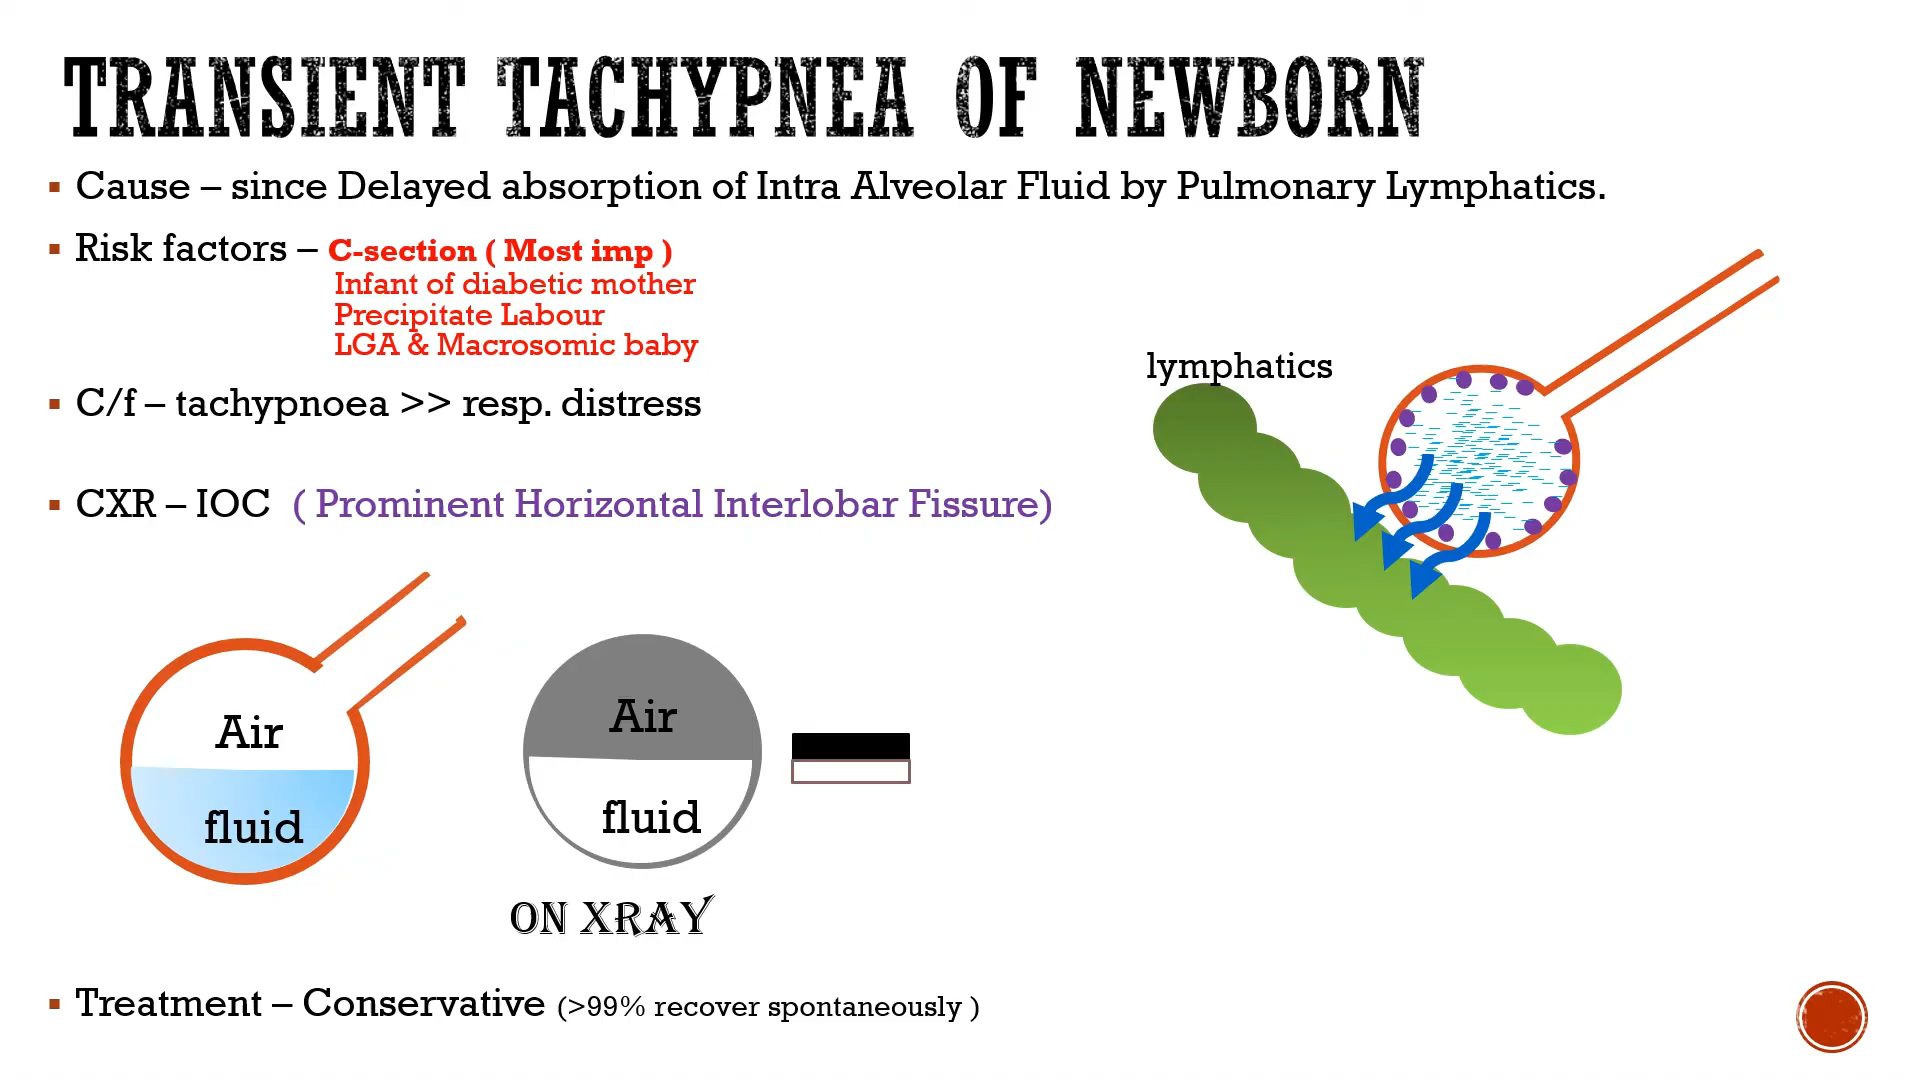 TRANSIENT TACHYPNEA OF NEWBORN
Cause – since Delayed absorption of Intra Alveolar Fluid by Pulmonary Lymphatics.
Risk factors – C-section ( Most imp )
Infant of diabetic mother
Precipitate Labour
LGA & Macrosomic baby
C/f – tachypnoea >> resp. distress
CXR – IOC ( Prominent Horizontal Interlobar Fissure)
lymphatics
Air
fluid
Air
fluid
ON XRAY
Treatment – Conservative (>99% recover spontaneously )